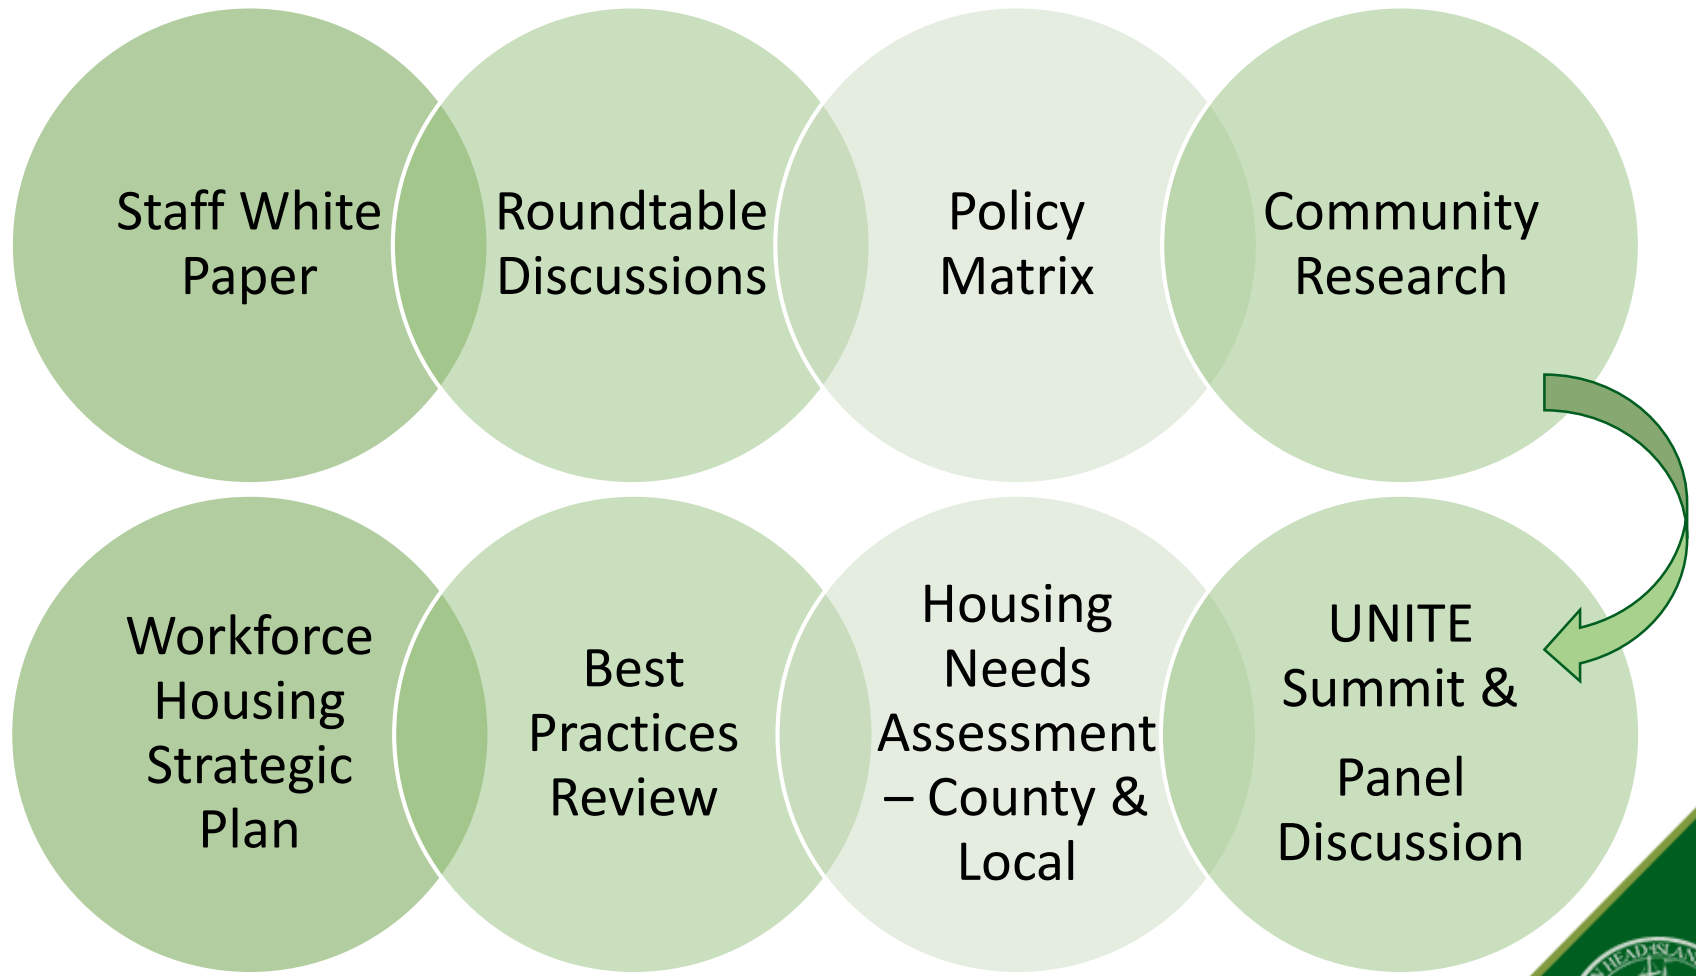 Staff White
Paper
Roundtable
Discussions
Policy
Matrix
Community
Research
Workforce
Housing
Strategic
Plan
Best
Practices
Review
Housing
Needs
Assessment
– County &
Local
UNITE
Summit &
Panel
Discussion
HEAD